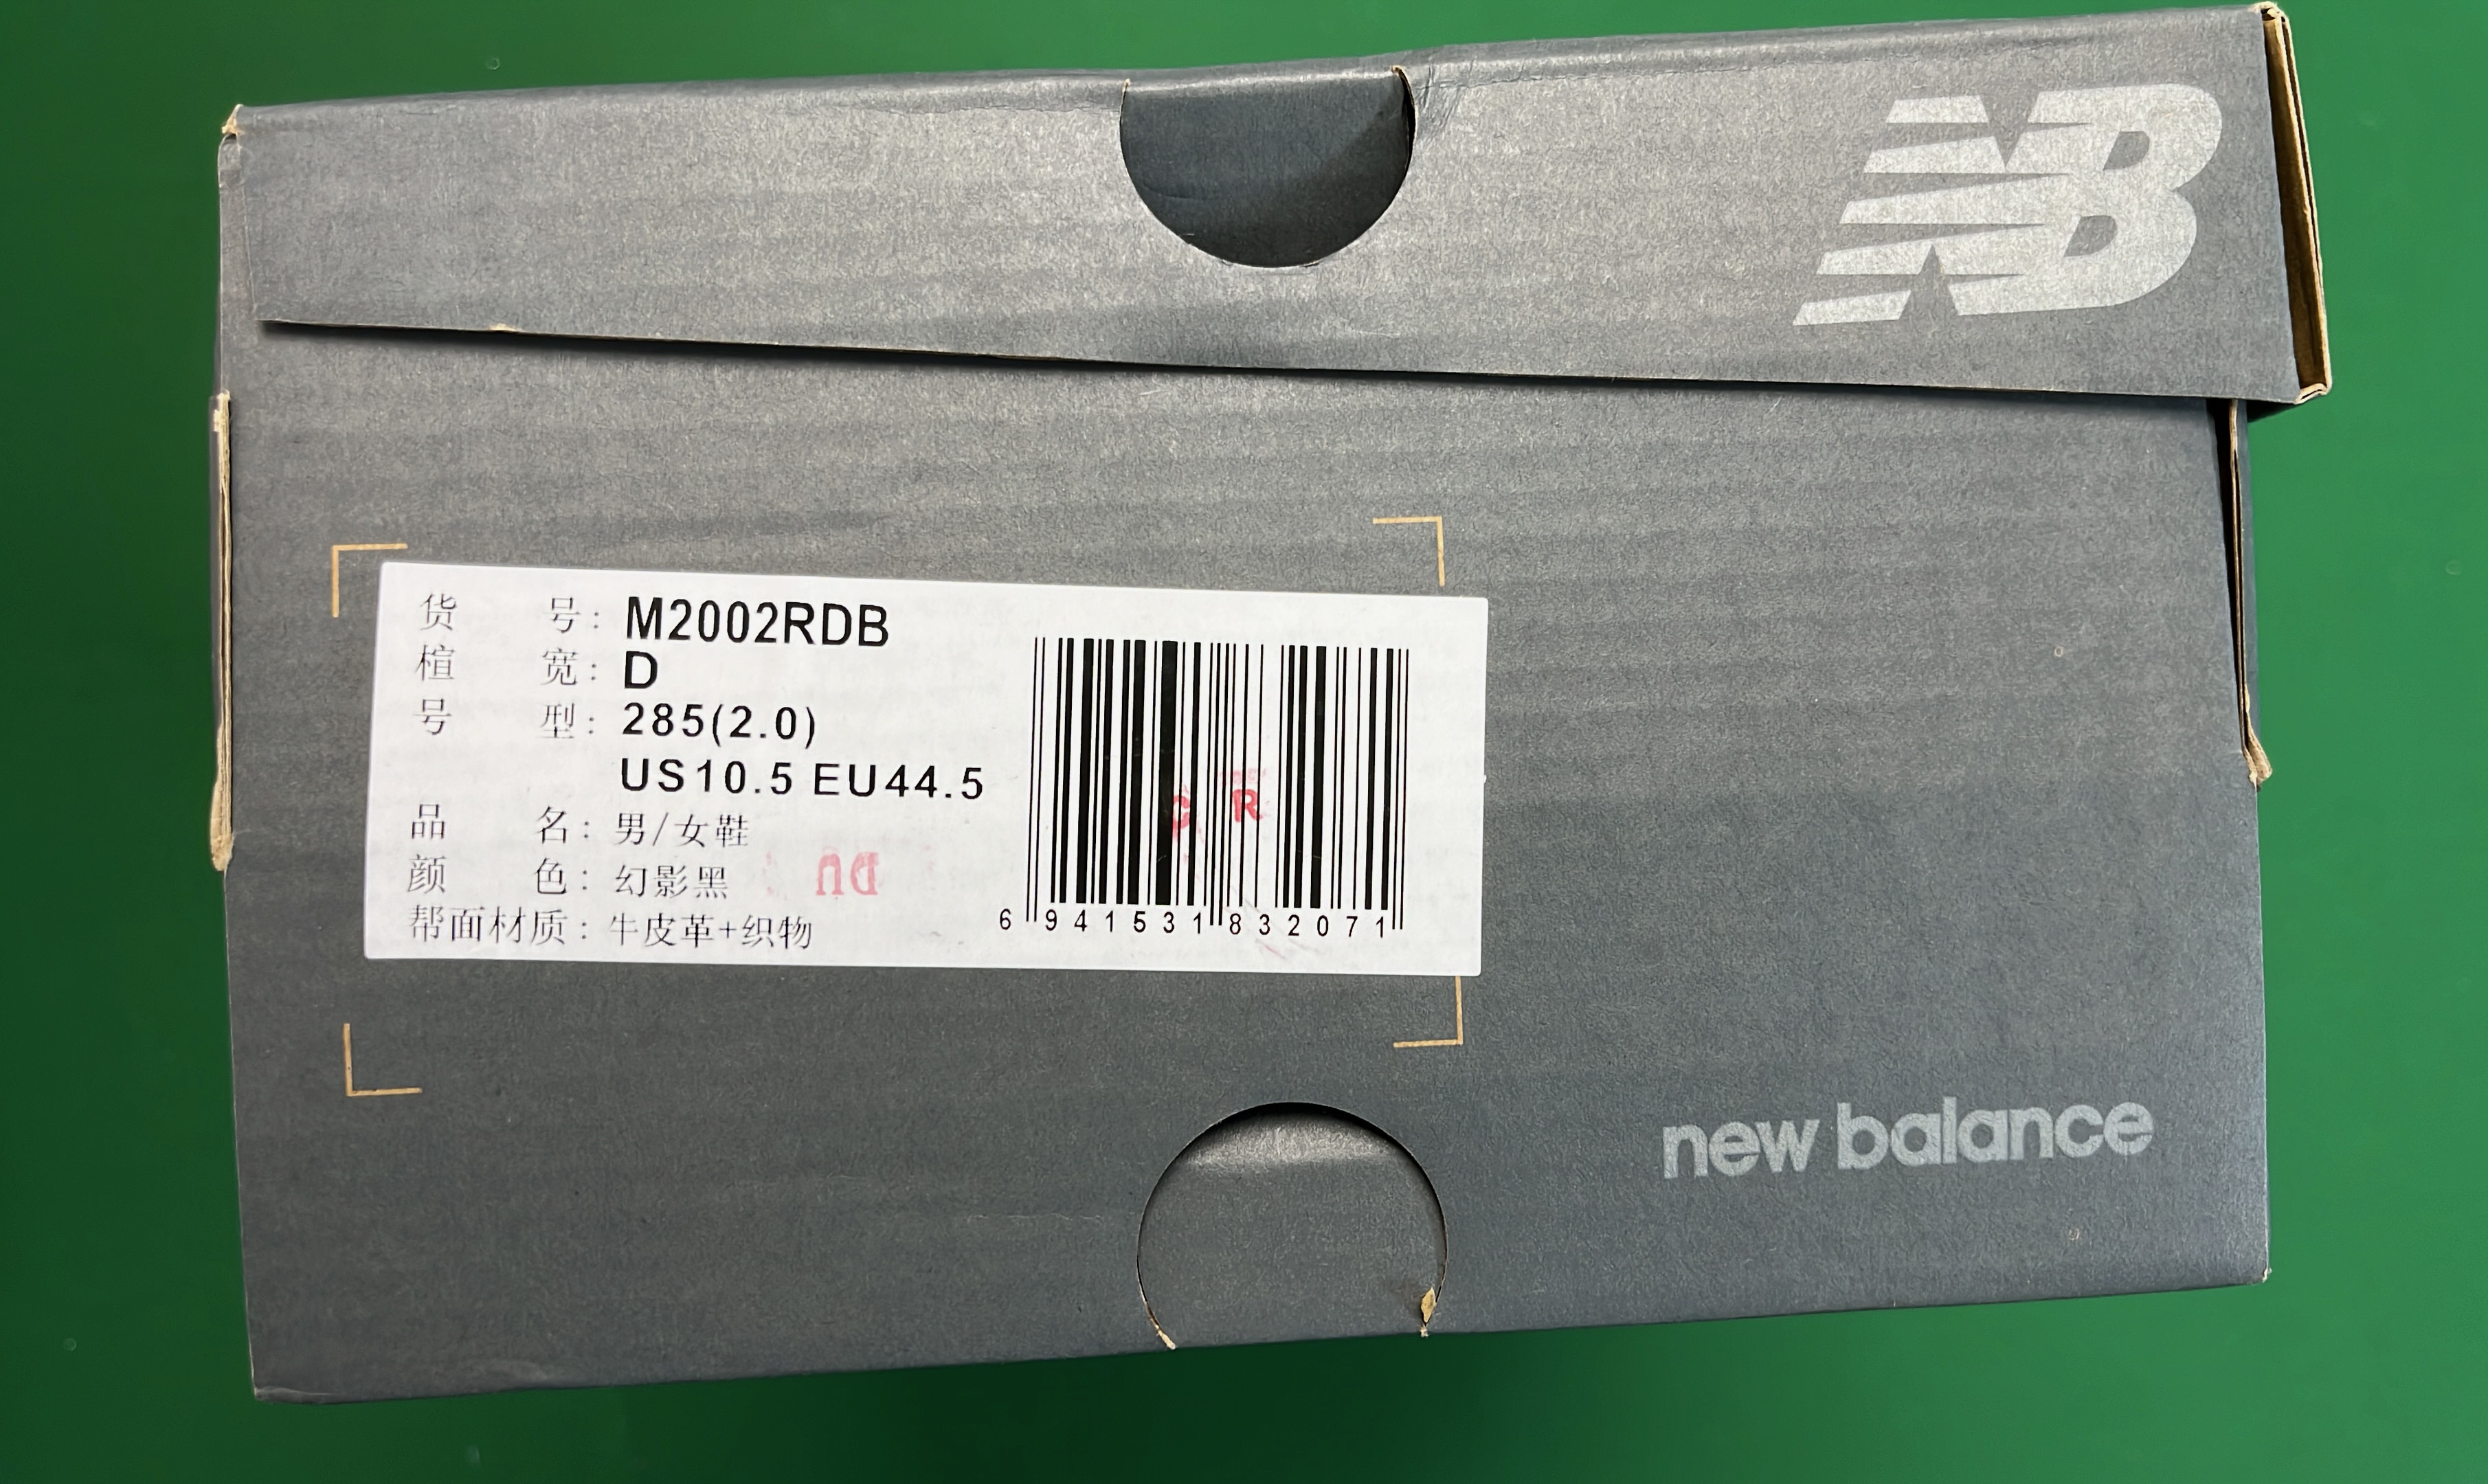 NB
货号: M2002RDB
楦宽: D
号型: 285(2.0)
US10.5 EU44.5
品名: 男/女鞋
颜色: 幻影黑
帮面材质: 牛皮革+织物
6 941531 832071
new balance